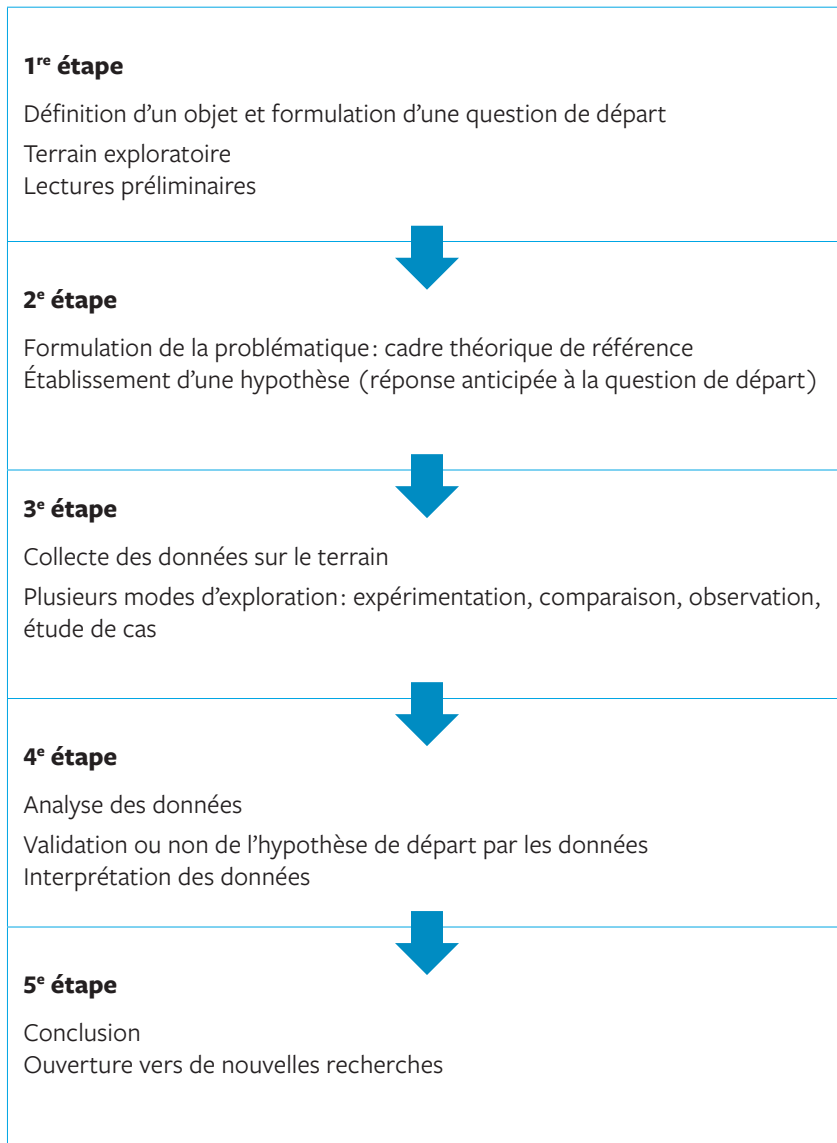 1re étape
Définition d’un objet et formulation d’une question de départ
Terrain exploratoire
Lectures préliminaires
2e étape
Formulation de la problématique : cadre théorique de référence
Établissement d’une hypothèse (réponse anticipée à la question de départ)
3e étape
Collecte des données sur le terrain
Plusieurs modes d’exploration : expérimentation, comparaison, observation,
étude de cas
4e étape
Analyse des données
Validation ou non de l’hypothèse de départ par les données
Interprétation des données
5e étape
Conclusion
Ouverture vers de nouvelles recherches